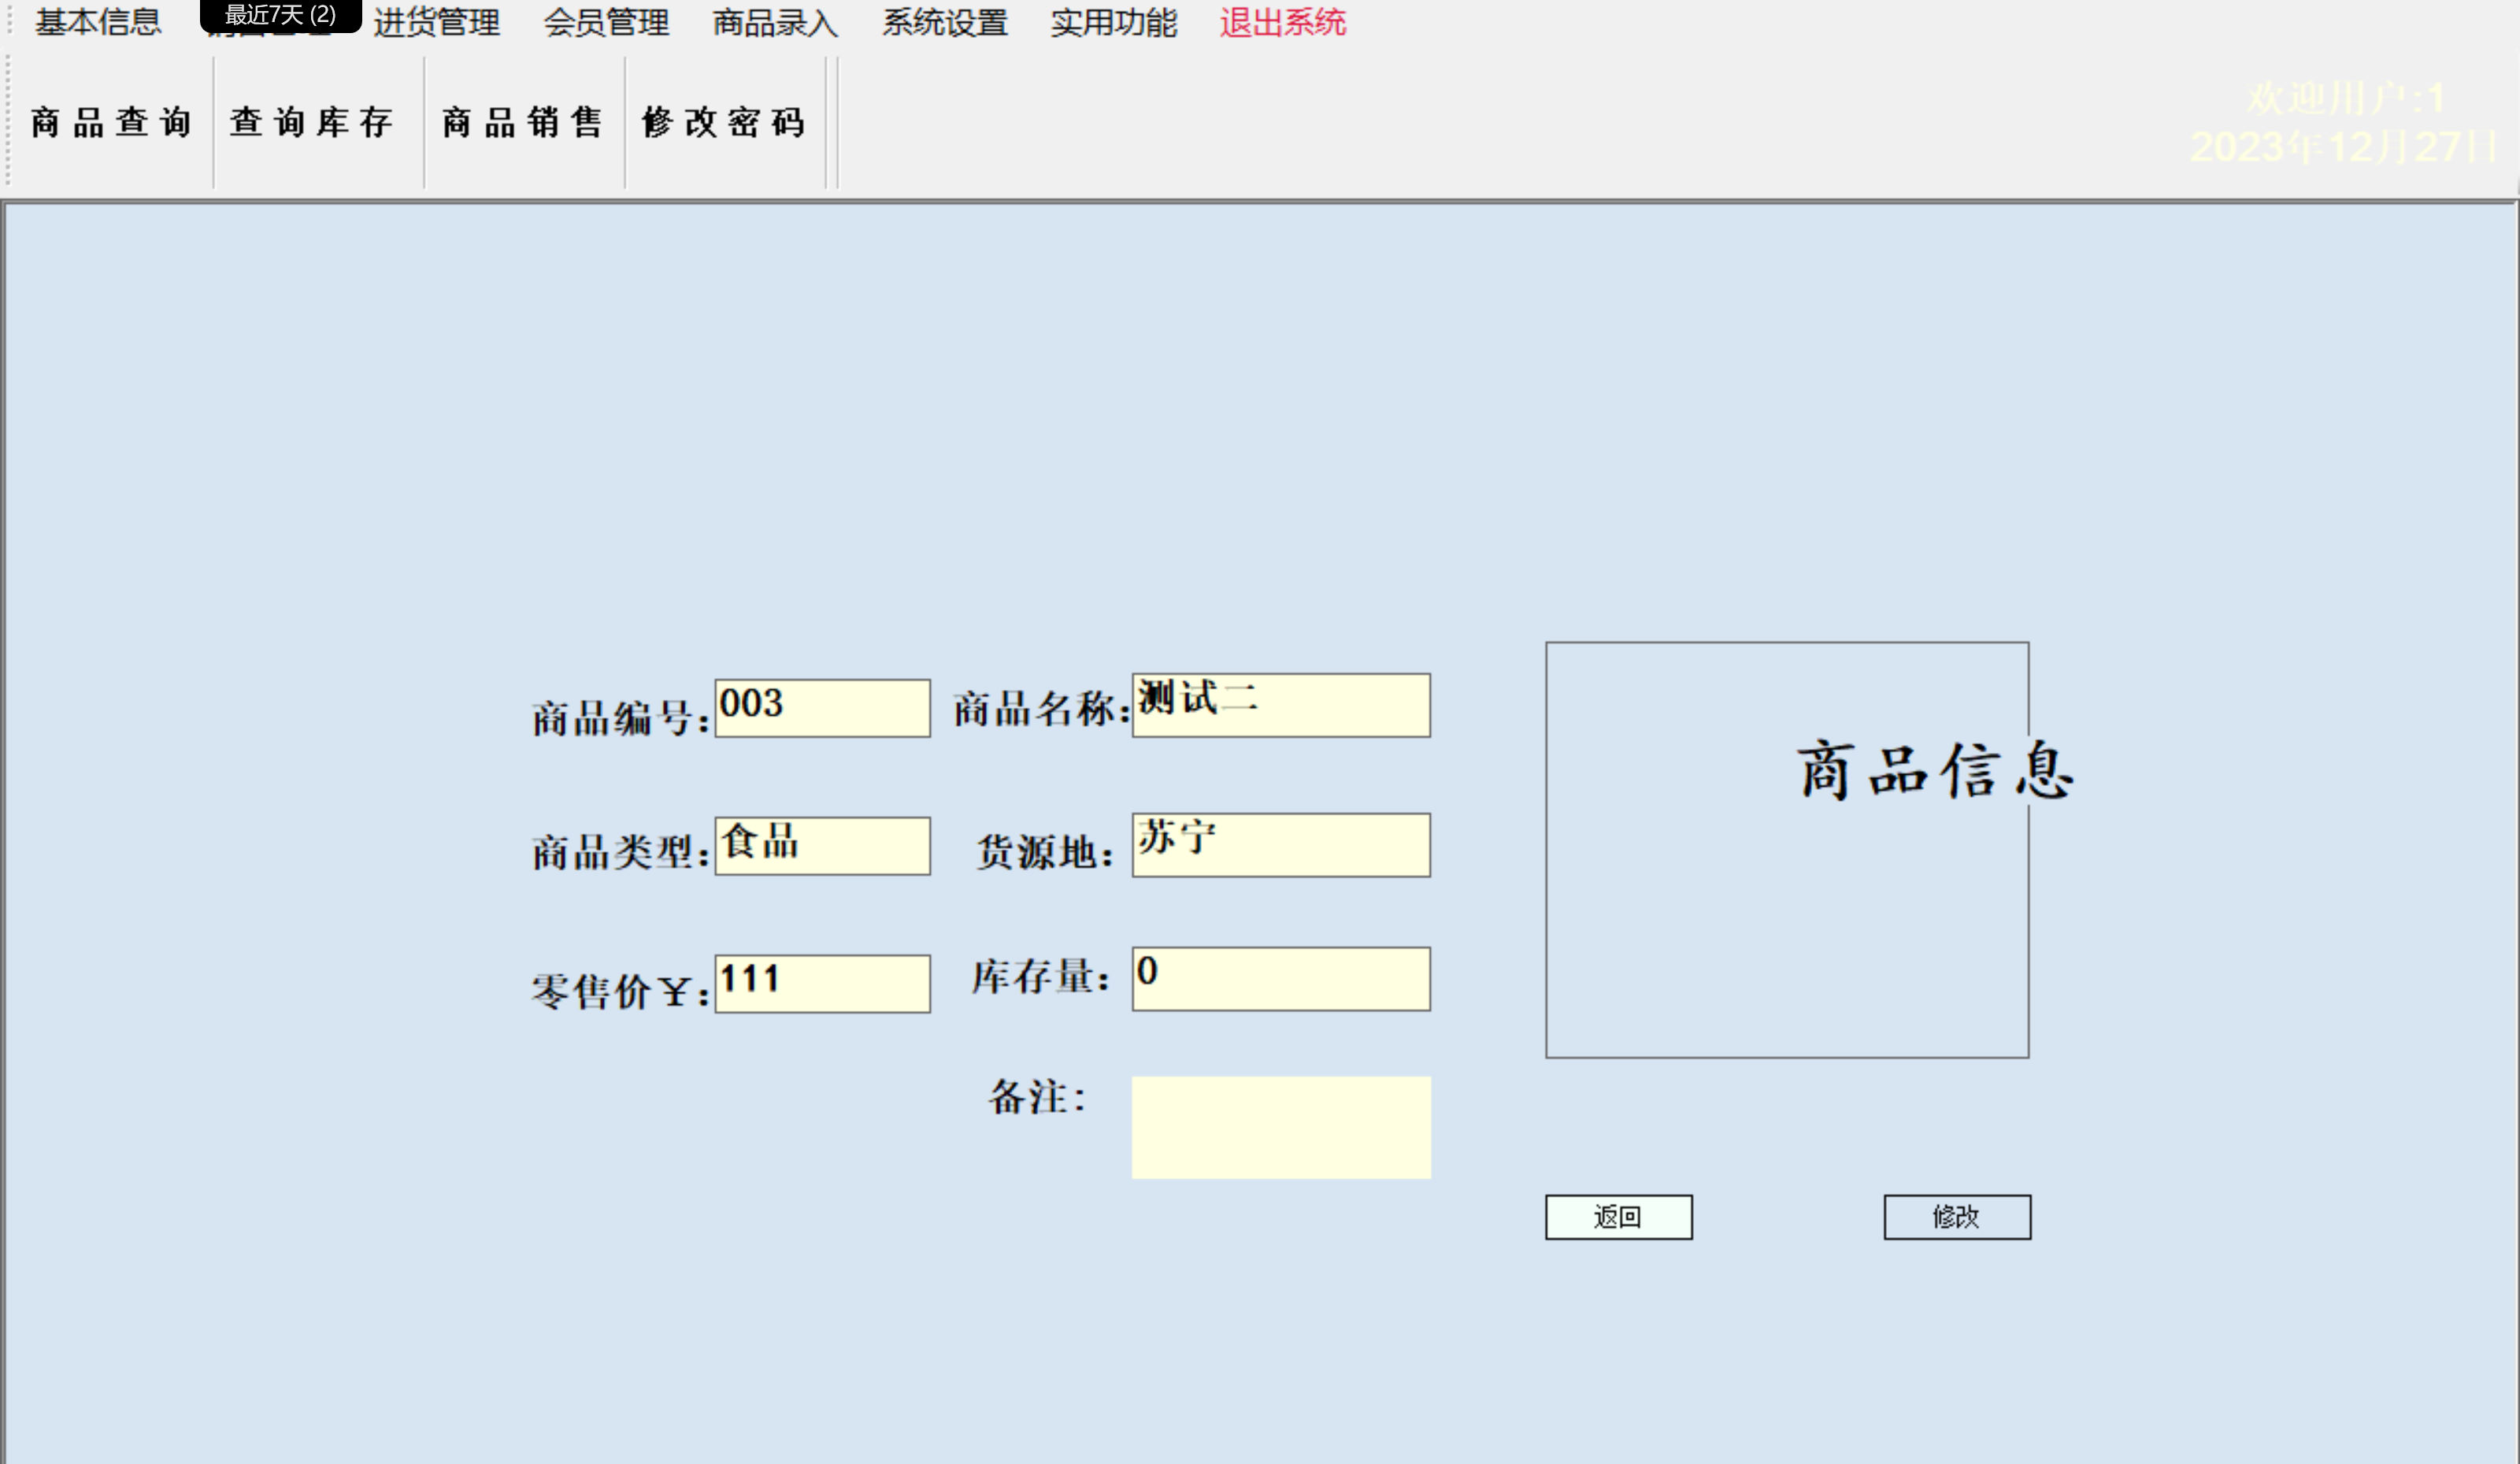 基本信息 最近7天 (2) 进货管理 会员管理 商品录入 系统设置 实用功能 退出系统
商品查询 查询库存 商品销售 修改密码
欢迎用户:1
2023年12月27日
商品编号: 003 商品名称: 测试二
商品信息
商品类型: 食品 货源地: 苏宁
零售价￥: 111 库存量: 0
备注:
返回 修改